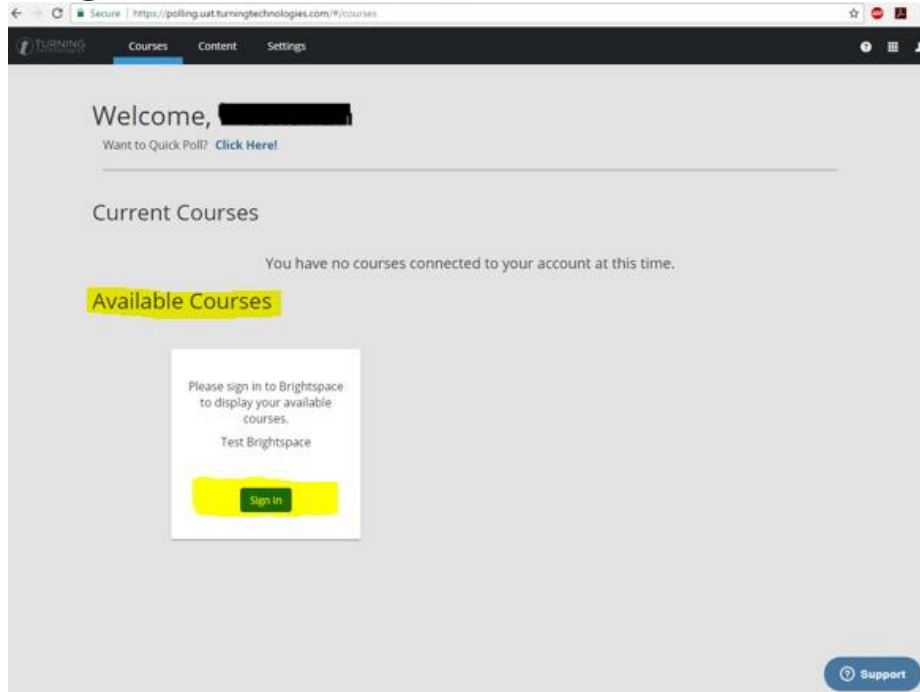 Secure | https://polling.uat.turningtechnologies.com/#/courses
TURNING Courses Content Settings
Welcome,
Want to Quick Poll? Click Here!
Current Courses
You have no courses connected to your account at this time.
Available Courses
Please sign in to Brightspace
to display your available
courses.
Test Brightspace
Sign In
Support